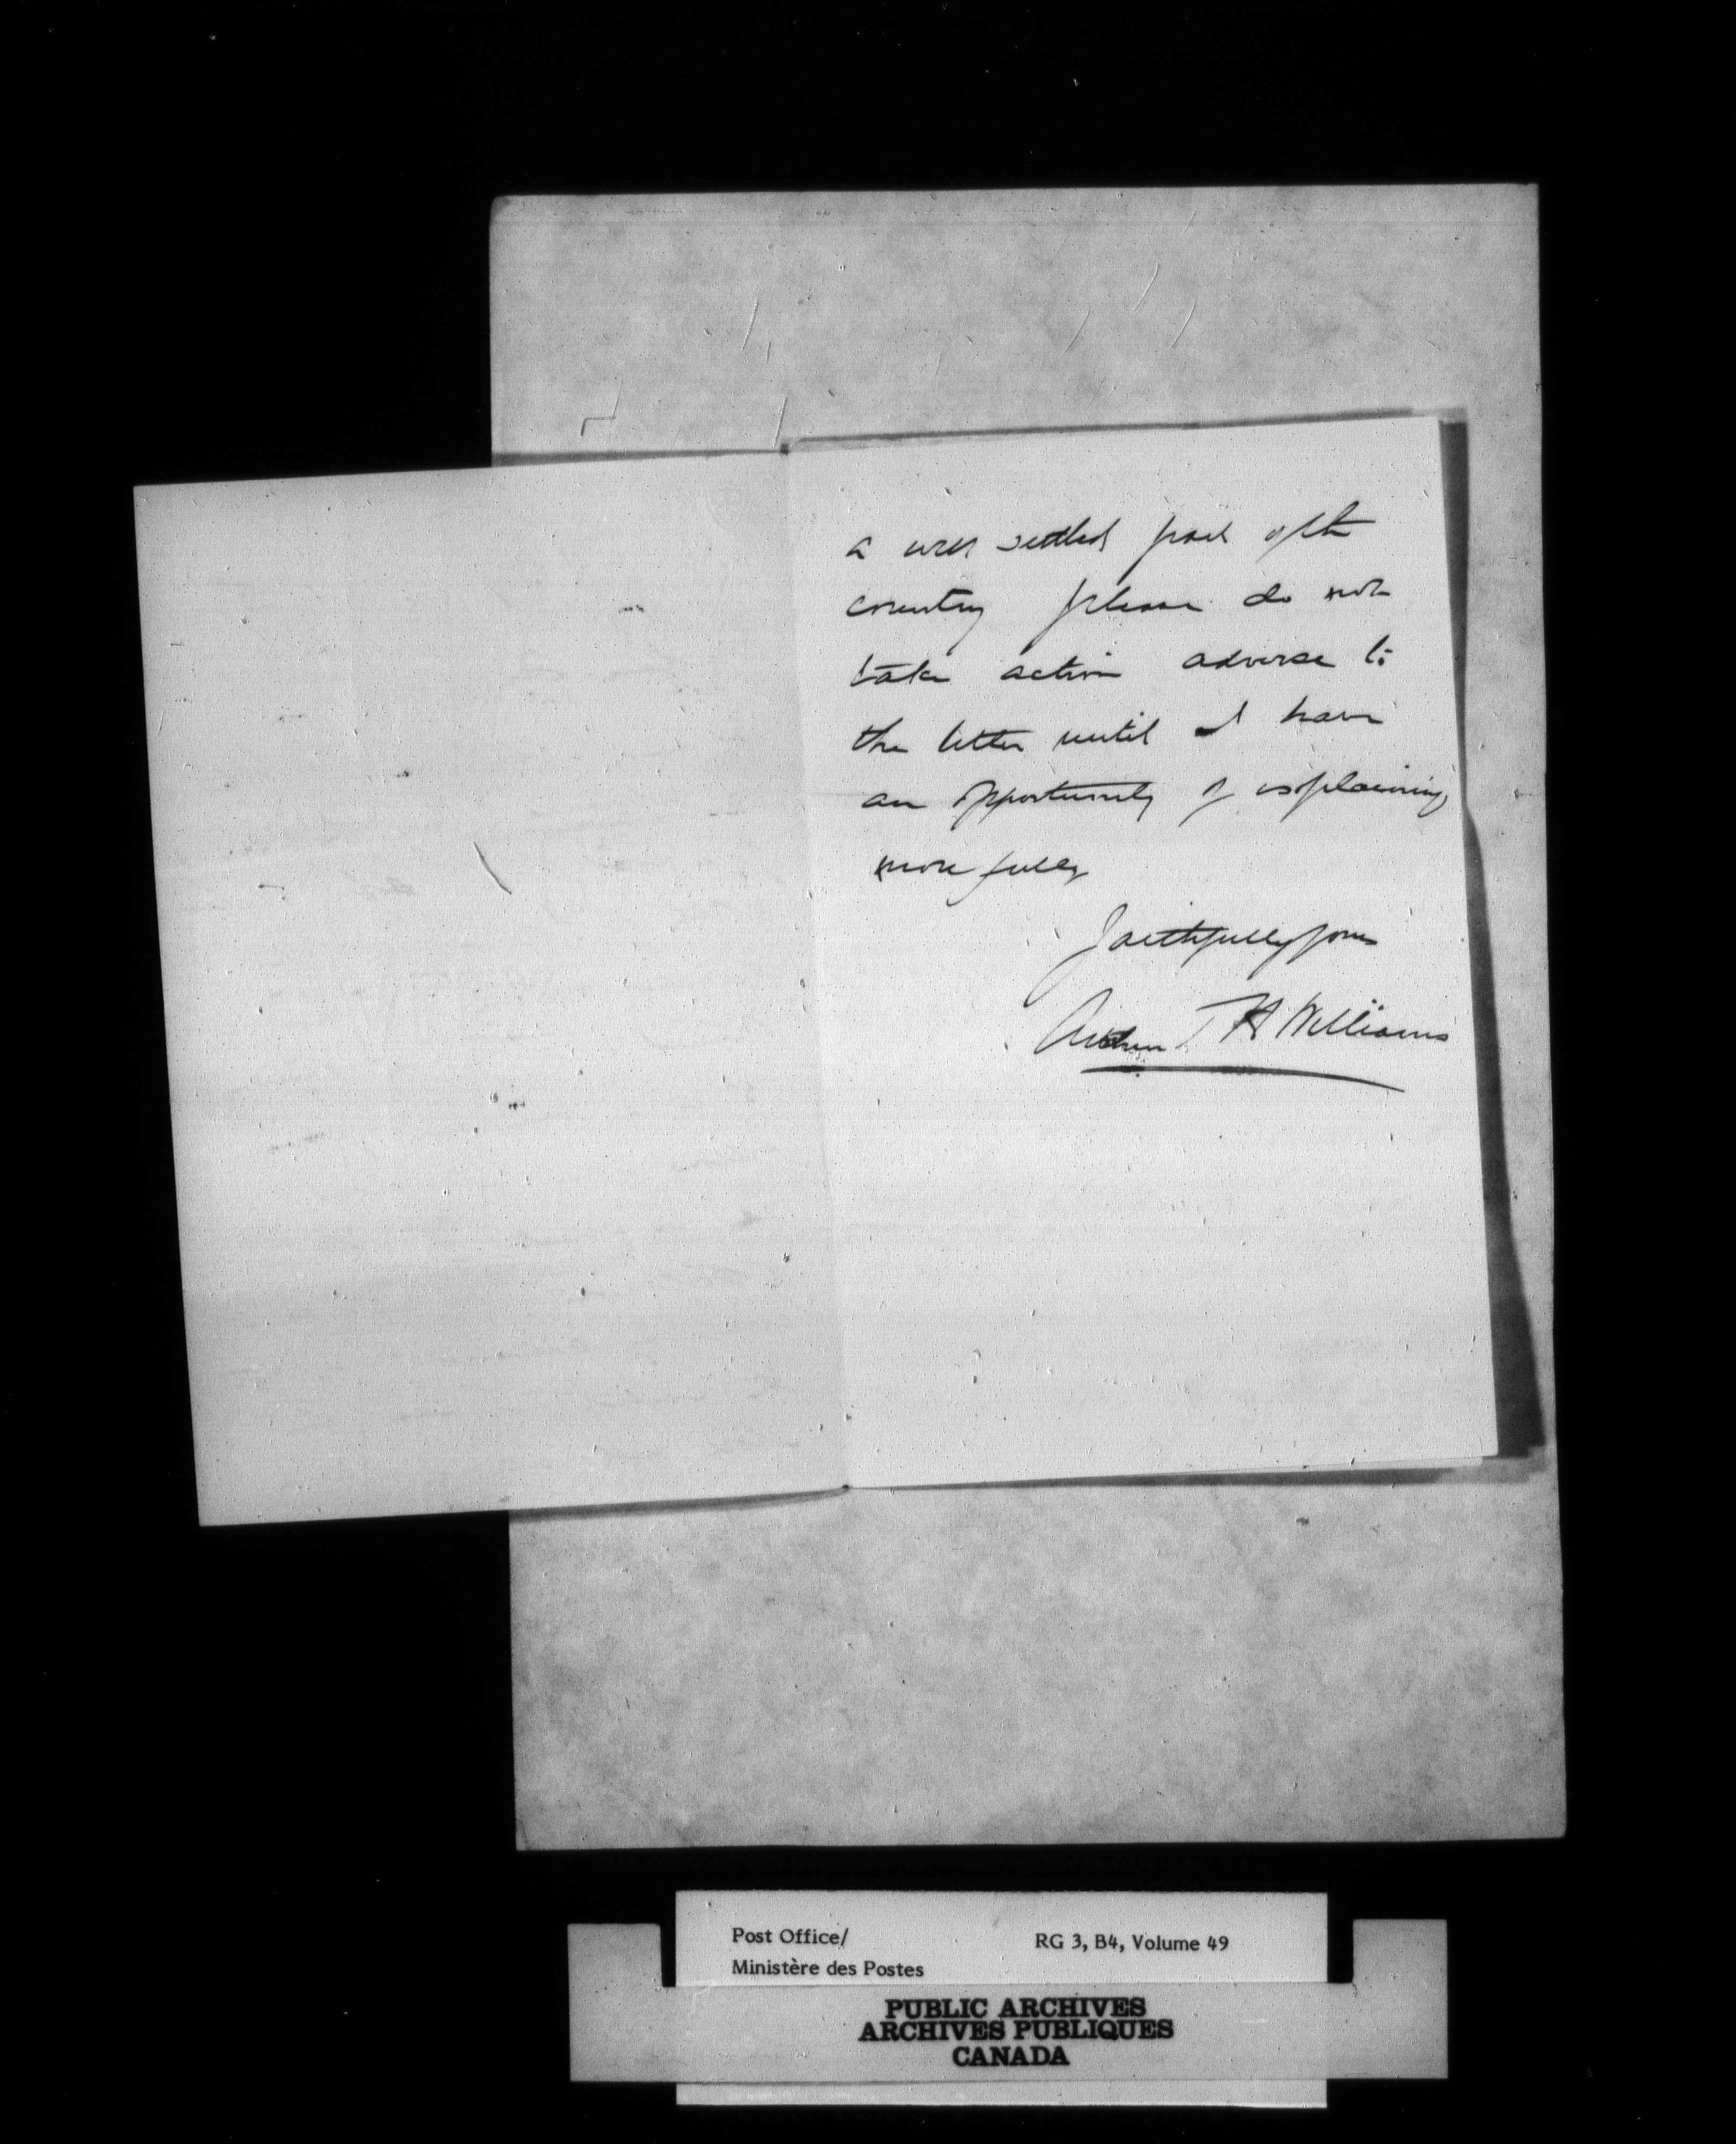 a well settled part of the
country please do not
take action adverse to
the letter until I have
an opportunity of explaining
more fully
Faithfully yours
Arthur T H Williams
Post Office/
Ministère des Postes
RG 3, B4, Volume 49
PUBLIC ARCHIVES
ARCHIVES PUBLIQUES
CANADA